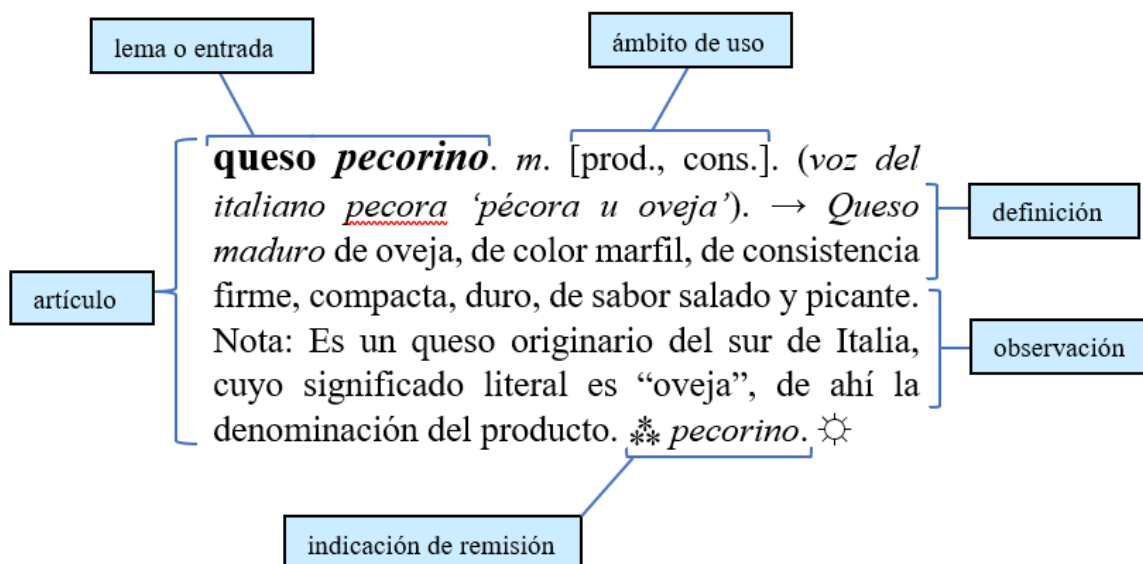 lema o entrada
ámbito de uso
queso pecorino. m. [prod., cons.]. (voz del
italiano pecora ‘pécora u oveja’). → Queso
maduro de oveja, de color marfil, de consistencia
firme, compacta, duro, de sabor salado y picante.
Nota: Es un queso originario del sur de Italia,
cuyo significado literal es “oveja”, de ahí la
denominación del producto. ⁂ pecorino. ☼
definición
artículo
observación
indicación de remisión